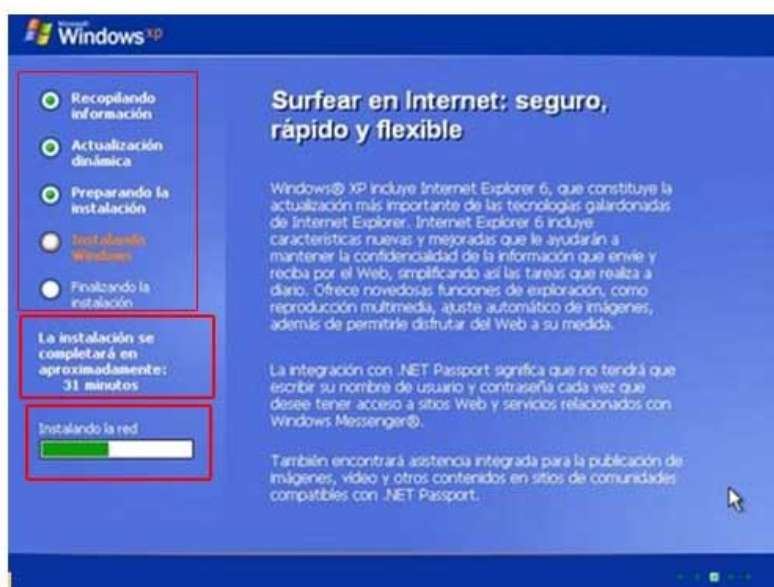 Microsoft
Windows xp
Recopilando
información
Actualización
dinámica
Preparando la
instalación
Instalando
Windows
Finalizando la
instalación
La instalación se
completará en
aproximadamente:
31 minutos
Instalando la red
Surfear en Internet: seguro,
rápido y flexible
Windows® XP incluye Internet Explorer 6, que constituye la
actualización más importante de las tecnologías galardonadas
de Internet Explorer. Internet Explorer 6 incluye
características nuevas y mejoradas que le ayudarán a
mantener la confidencialidad de la información que envíe y
reciba por el Web, simplificando así las tareas que realiza a
diario. Ofrece novedosas funciones de exploración, como
reproducción multimedia, ajuste automático de imágenes,
además de permitirle disfrutar del Web a su medida.
La integración con .NET Passport significa que no tendrá que
escribir su nombre de usuario y contraseña cada vez que
desee tener acceso a sitios Web y servicios relacionados con
Windows Messenger®.
También encontrará asistencia integrada para la publicación de
imágenes, vídeo y otros contenidos en sitios de comunidades
compatibles con .NET Passport.